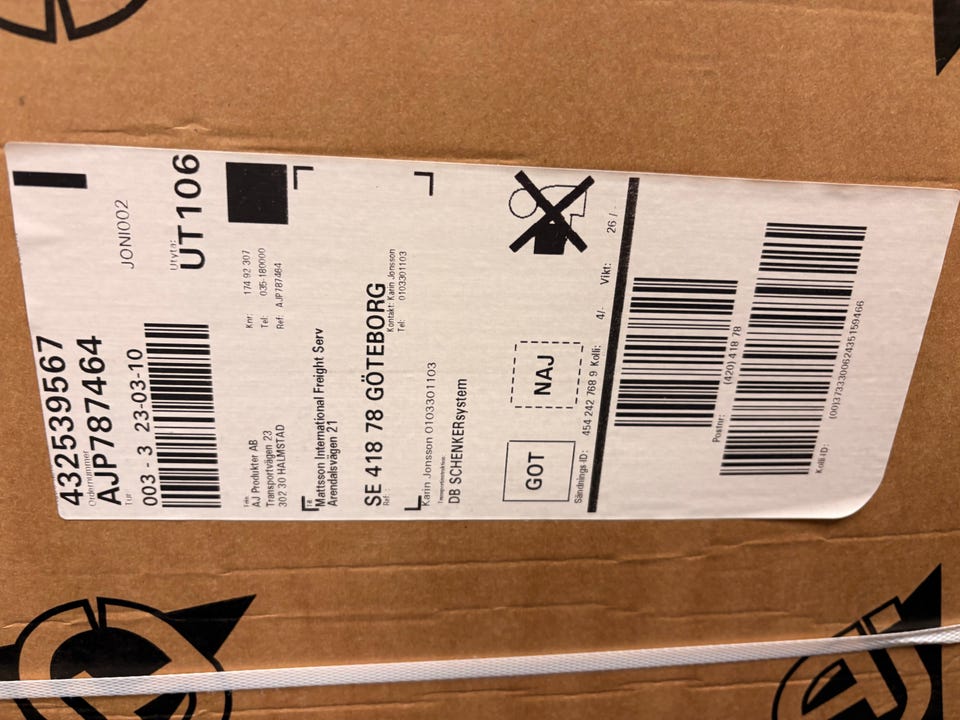 4325395667
Ordernummer
AJP787464
Tur:
003 - 3 23-03-10
JONI002
Utyta:
UT106
Från:
AJ Produkter AB
Transportvägen 23
302 30 HALMSTAD
Knr: 174 92 307
Tel: 035-180000
Ref: AJP787464
Till:
Mattsson International Freight Serv
Arendalsvägen 21
SE 418 78 GÖTEBORG
Ref.:
Kontakt: Karin Jonsson
Tel: 0103301103
Karin Jonsson 0103301103
Transportinstruktion:
DB SCHENKERsystem
GOT
NAJ
Sändnings-ID: 454 242 768 9 Kolli: 4/- Vikt: 26 /-
Postnr:
(420) 418 78
Kolli-ID:
(00)373330062435159466